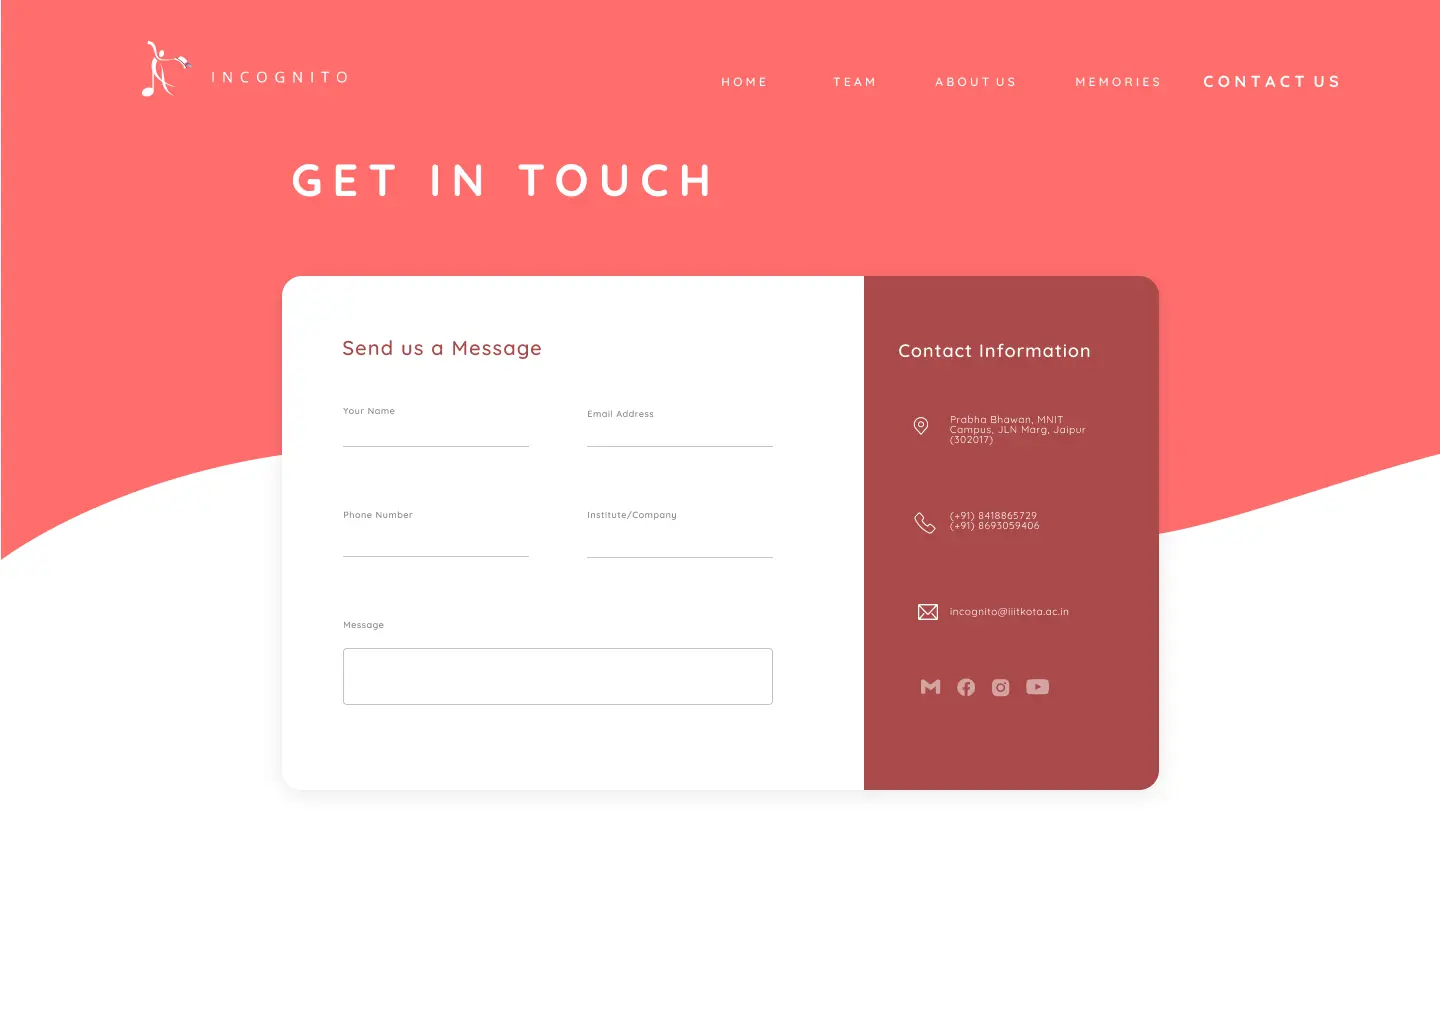 INCOGNITO
HOME TEAM ABOUT US MEMORIES CONTACT US
GET IN TOUCH
Send us a Message
Your Name
Email Address
Phone Number
Institute/Company
Message
Contact Information
Prabha Bhawan, MNIT
Campus, JLN Marg, Jaipur
(302017)
(+91) 8418865729
(+91) 8693059406
incognito@iiitkota.ac.in